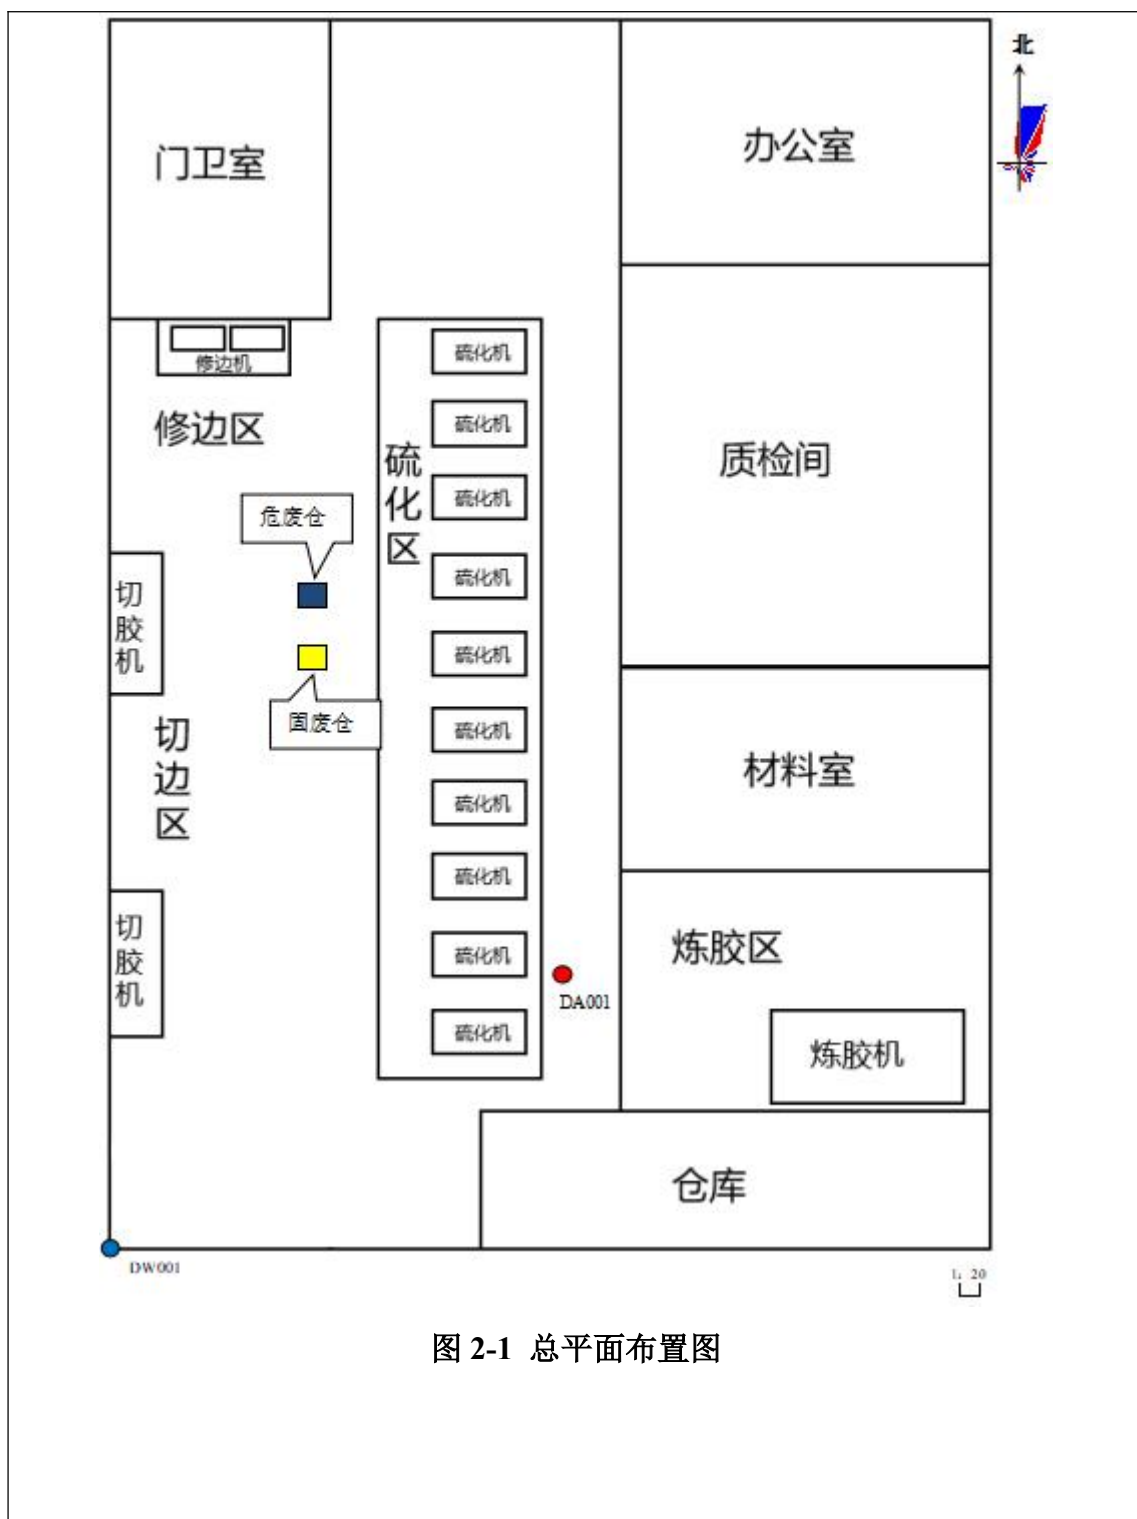 北
门卫室
办公室
修边机
修边区
硫化区
硫化机
硫化机
硫化机
硫化机
硫化机
硫化机
硫化机
硫化机
硫化机
硫化机
质检间
危废仓
切胶机
固废仓
切边区
材料室
切胶机
炼胶区
DA001
炼胶机
仓库
DW001
1: 20
图 2-1 总平面布置图